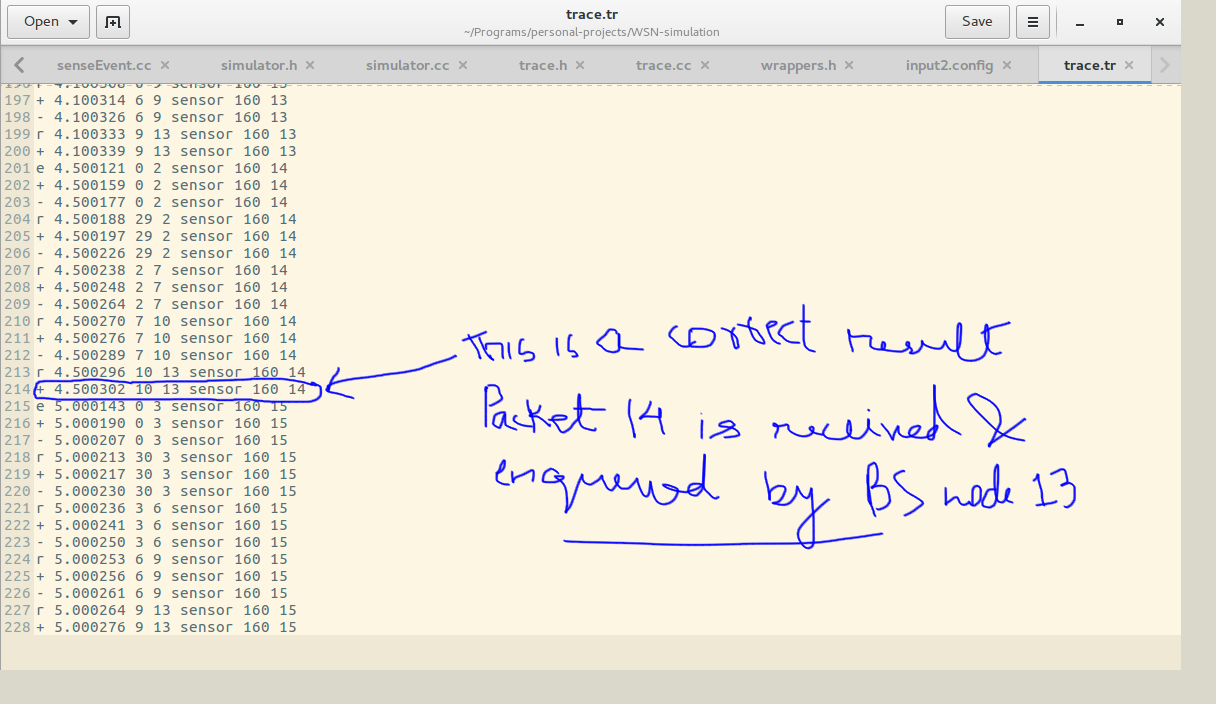 Open
trace.tr
~/Programs/personal-projects/WSN-simulation
Save
senseEvent.cc
simulator.h
simulator.cc
trace.h
trace.cc
wrappers.h
input2.config
trace.tr
197 + 4.100314 6 9 sensor 160 13
198 - 4.100326 6 9 sensor 160 13
199 r 4.100333 9 13 sensor 160 13
200 + 4.100339 9 13 sensor 160 13
201 e 4.500121 0 2 sensor 160 14
202 + 4.500159 0 2 sensor 160 14
203 - 4.500177 0 2 sensor 160 14
204 r 4.500188 29 2 sensor 160 14
205 + 4.500197 29 2 sensor 160 14
206 - 4.500226 29 2 sensor 160 14
207 r 4.500238 2 7 sensor 160 14
208 + 4.500248 2 7 sensor 160 14
209 - 4.500264 2 7 sensor 160 14
210 r 4.500270 7 10 sensor 160 14
211 + 4.500276 7 10 sensor 160 14
212 - 4.500289 7 10 sensor 160 14
213 r 4.500296 10 13 sensor 160 14
214 + 4.500302 10 13 sensor 160 14
215 e 5.000143 0 3 sensor 160 15
216 + 5.000190 0 3 sensor 160 15
217 - 5.000207 0 3 sensor 160 15
218 r 5.000213 30 3 sensor 160 15
219 + 5.000217 30 3 sensor 160 15
220 - 5.000230 30 3 sensor 160 15
221 r 5.000236 3 6 sensor 160 15
222 + 5.000241 3 6 sensor 160 15
223 - 5.000250 3 6 sensor 160 15
224 r 5.000253 6 9 sensor 160 15
225 + 5.000256 6 9 sensor 160 15
226 - 5.000261 6 9 sensor 160 15
227 r 5.000264 9 13 sensor 160 15
228 + 5.000276 9 13 sensor 160 15
This is a correct result
Packet 14 is received &
enqueued by BS node 13